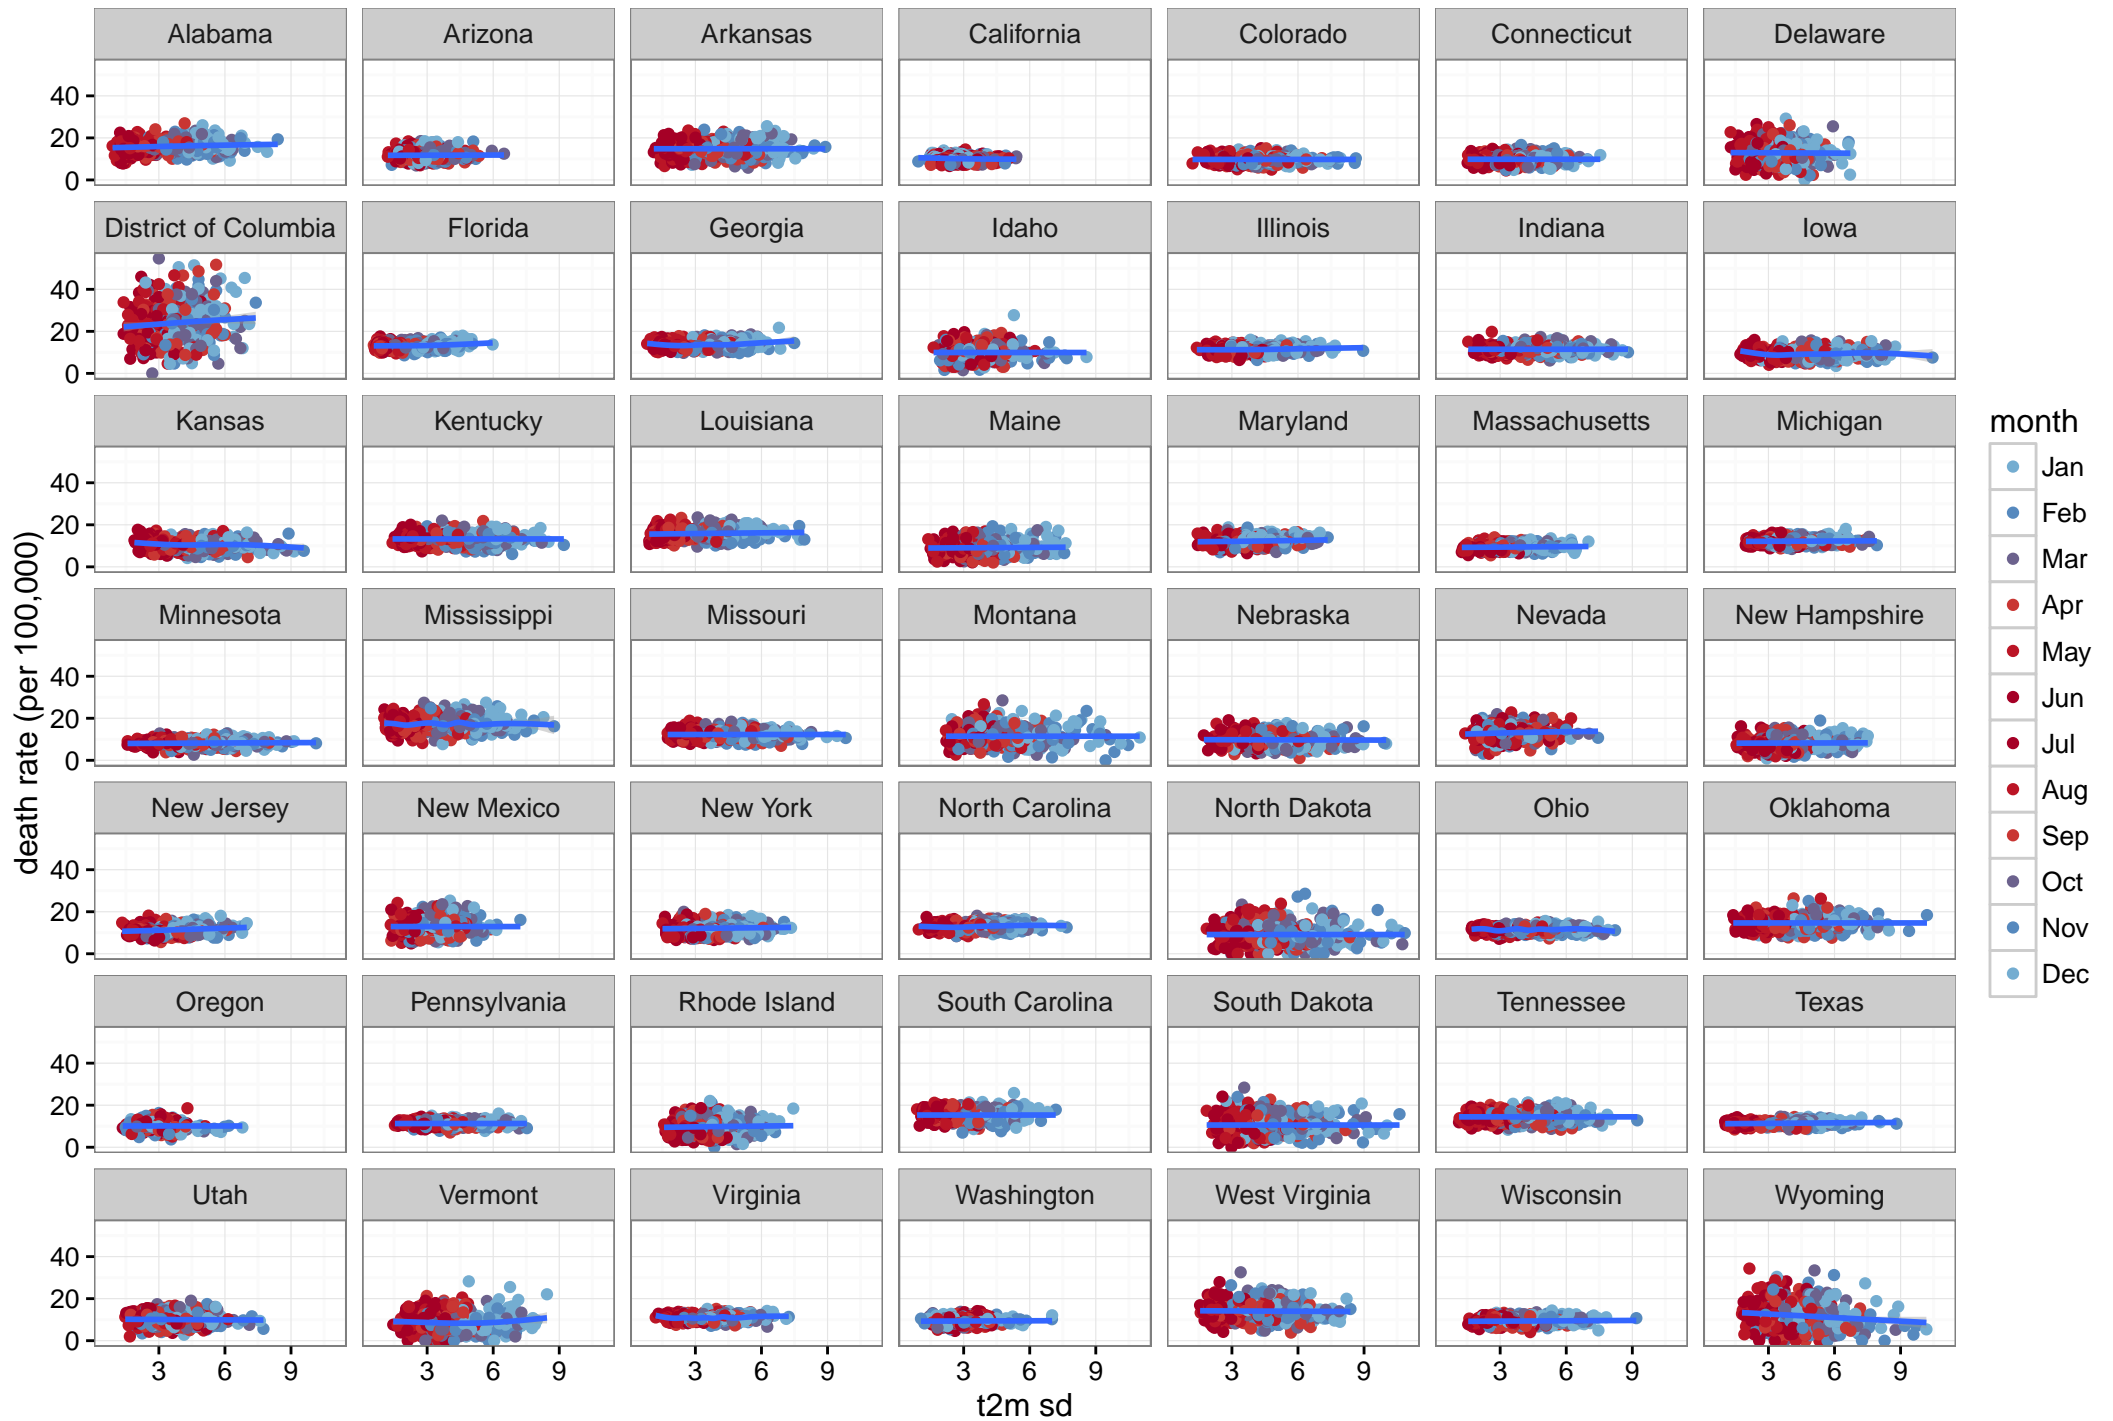 Alabama Arizona Arkansas California Colorado Connecticut Delaware
40
20
0
District of Columbia Florida Georgia Idaho Illinois Indiana Iowa
40
20
0
Kansas Kentucky Louisiana Maine Maryland Massachusetts Michigan
40
20
0
Minnesota Mississippi Missouri Montana Nebraska Nevada New Hampshire
40
20
0
New Jersey New Mexico New York North Carolina North Dakota Ohio Oklahoma
40
20
0
Oregon Pennsylvania Rhode Island South Carolina South Dakota Tennessee Texas
40
20
0
Utah Vermont Virginia Washington West Virginia Wisconsin Wyoming
40
20
0
3 6 9 3 6 9 3 6 9 3 6 9 3 6 9 3 6 9 3 6 9
t2m sd
death rate (per 100,000)
month
Jan
Feb
Mar
Apr
May
Jun
Jul
Aug
Sep
Oct
Nov
Dec